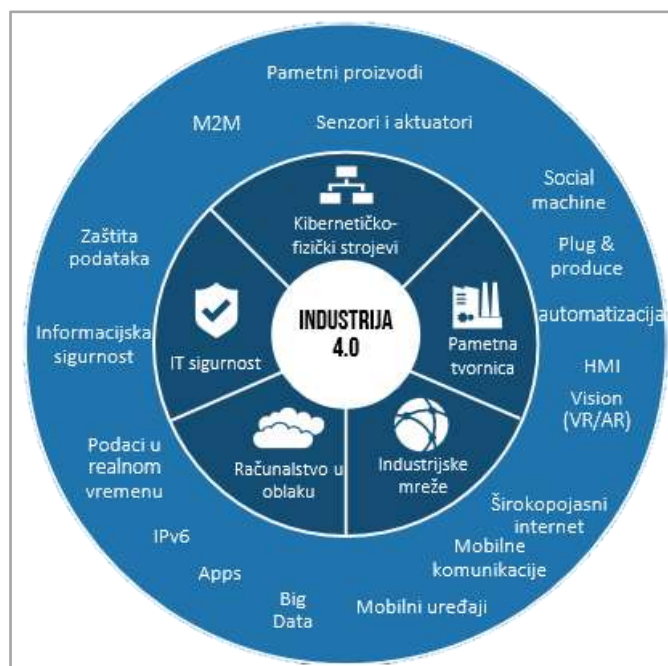 Pametni proizvodi
M2M
Senzori i aktuatori
Kibernetičko-
fizički strojevi
Social
machine
Plug &
produce
automatizacija
HMI
Vision
(VR/AR)
Pametna
tvornica
INDUSTRIJA
4.0
Zaštita
podataka
Informacijska
sigurnost
IT sigurnost
Računalstvo u
oblaku
Industrijske
mreže
Podaci u
realnom
vremenu
IPv6
Apps
Big
Data
Širokopojasni
internet
Mobilne
komunikacije
Mobilni uređaji